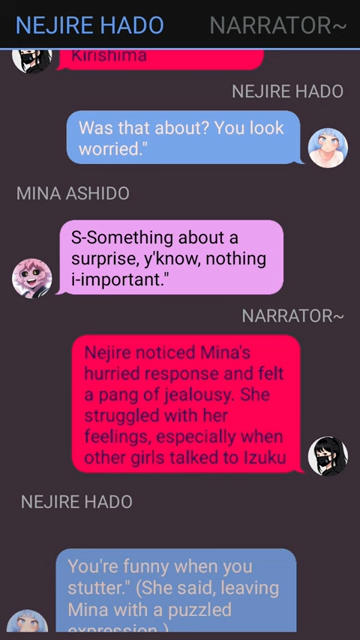 NEJIRE HADO NARRATOR~
Kirishima
NEJIRE HADO
Was that about? You look
worried."
MINA ASHIDO
S-Something about a
surprise, y'know, nothing
i-important."
NARRATOR~
Nejire noticed Mina's
hurried response and felt
a pang of jealousy. She
struggled with her
feelings, especially when
other girls talked to Izuku
NEJIRE HADO
You're funny when you
stutter." (She said, leaving
Mina with a puzzled
expression.)